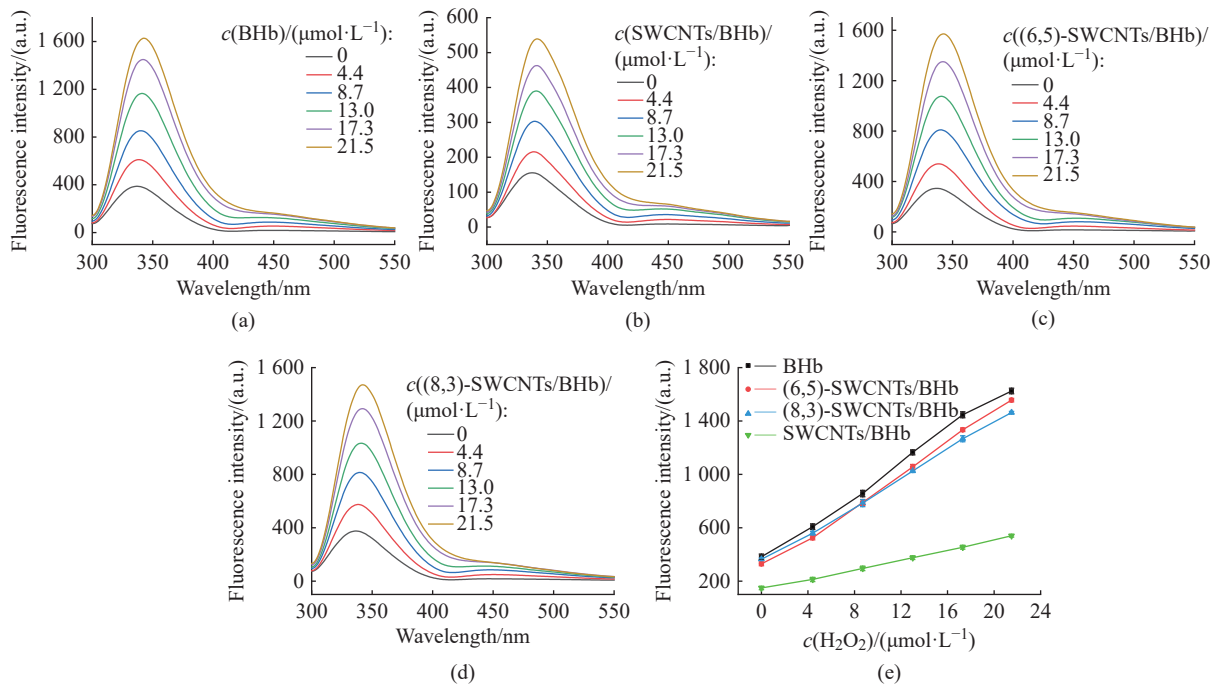 Fluorescence intensity/(a.u.)
1 600
1 200
800
400
0
c(BHb)/(μmol·L⁻¹):
0
4.4
8.7
13.0
17.3
21.5
300 350 400 450 500 550
Wavelength/nm
(a)
Fluorescence intensity/(a.u.)
600
500
400
300
200
100
0
c(SWCNTs/BHb)/
(μmol·L⁻¹):
0
4.4
8.7
13.0
17.3
21.5
300 350 400 450 500 550
Wavelength/nm
(b)
Fluorescence intensity/(a.u.)
1 600
1 200
800
400
0
c((6,5)-SWCNTs/BHb)/
(μmol·L⁻¹):
0
4.4
8.7
13.0
17.3
21.5
300 350 400 450 500 550
Wavelength/nm
(c)
Fluorescence intensity/(a.u.)
1 600
1 200
800
400
0
c((8,3)-SWCNTs/BHb)/
(μmol·L⁻¹):
0
4.4
8.7
13.0
17.3
21.5
300 350 400 450 500 550
Wavelength/nm
(d)
Fluorescence intensity/(a.u.)
1 800
1 400
1 000
600
200
BHb
(6,5)-SWCNTs/BHb
(8,3)-SWCNTs/BHb
SWCNTs/BHb
0 4 8 12 16 20 24
c(H₂O₂)/(μmol·L⁻¹)
(e)